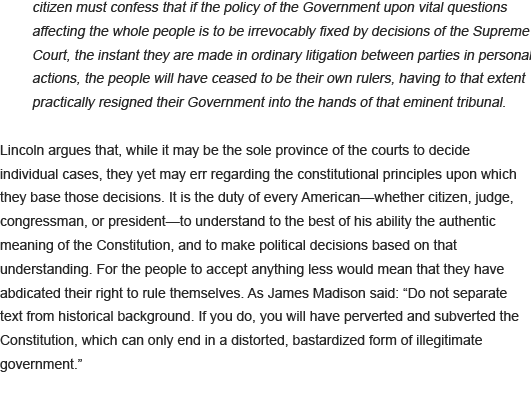 citizen must confess that if the policy of the Government upon vital questions
affecting the whole people is to be irrevocably fixed by decisions of the Supreme
Court, the instant they are made in ordinary litigation between parties in personal
actions, the people will have ceased to be their own rulers, having to that extent
practically resigned their Government into the hands of that eminent tribunal.
Lincoln argues that, while it may be the sole province of the courts to decide
individual cases, they yet may err regarding the constitutional principles upon which
they base those decisions. It is the duty of every American—whether citizen, judge,
congressman, or president—to understand to the best of his ability the authentic
meaning of the Constitution, and to make political decisions based on that
understanding. For the people to accept anything less would mean that they have
abdicated their right to rule themselves. As James Madison said: “Do not separate
text from historical background. If you do, you will have perverted and subverted the
Constitution, which can only end in a distorted, bastardized form of illegitimate
government.”